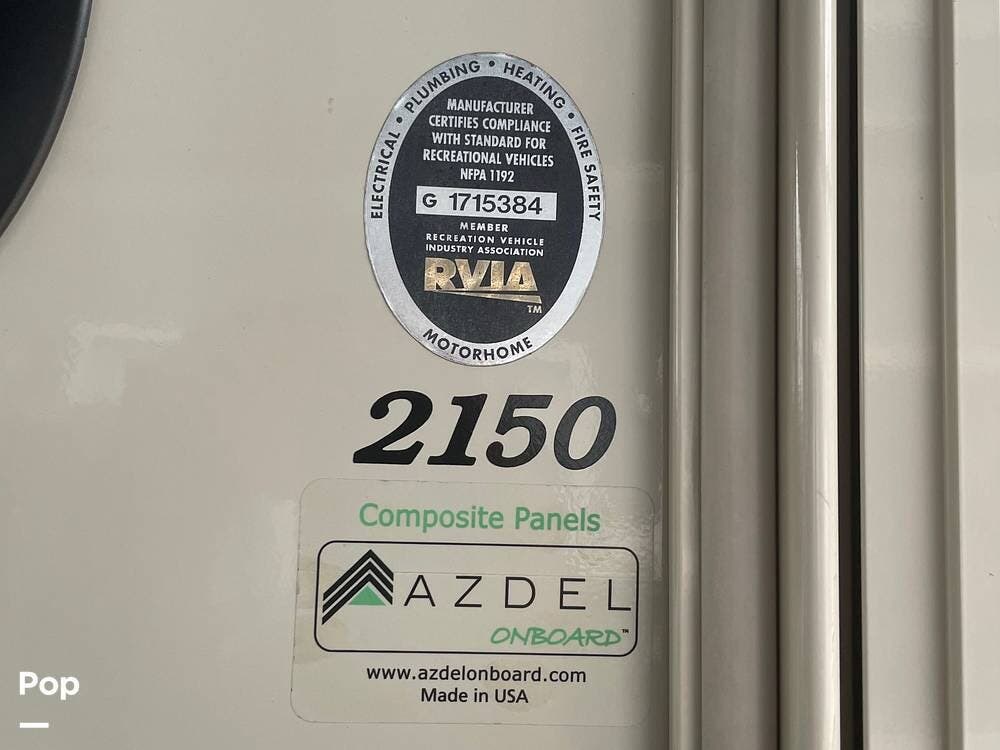 ELECTRICAL • PLUMBING • HEATING • FIRE SAFETY
MANUFACTURER
CERTIFIES COMPLIANCE
WITH STANDARD FOR
RECREATIONAL VEHICLES
NFPA 1192
G 1715384
MEMBER
RECREATION VEHICLE
INDUSTRY ASSOCIATION
RVIA
TM
MOTORHOME
2150
Composite Panels
AZDEL
ONBOARD™
www.azdelonboard.com
Made in USA
Pop